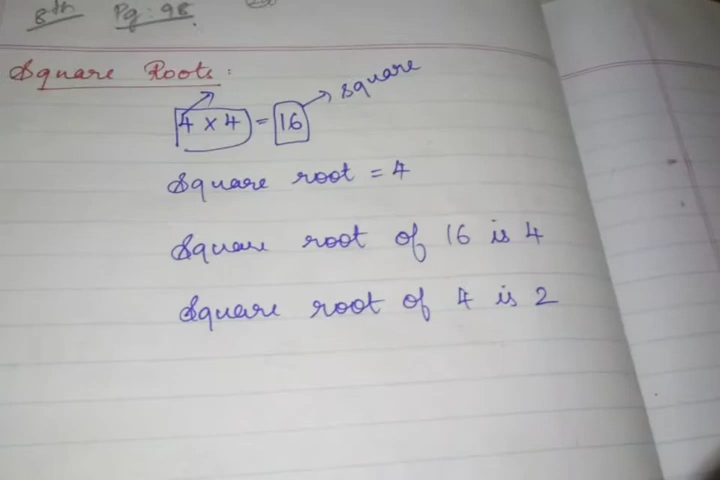 8th Pg: 98
Square Roots:
4 × 4 = 16 → square
Square root = 4
Square root of 16 is 4
Square root of 4 is 2